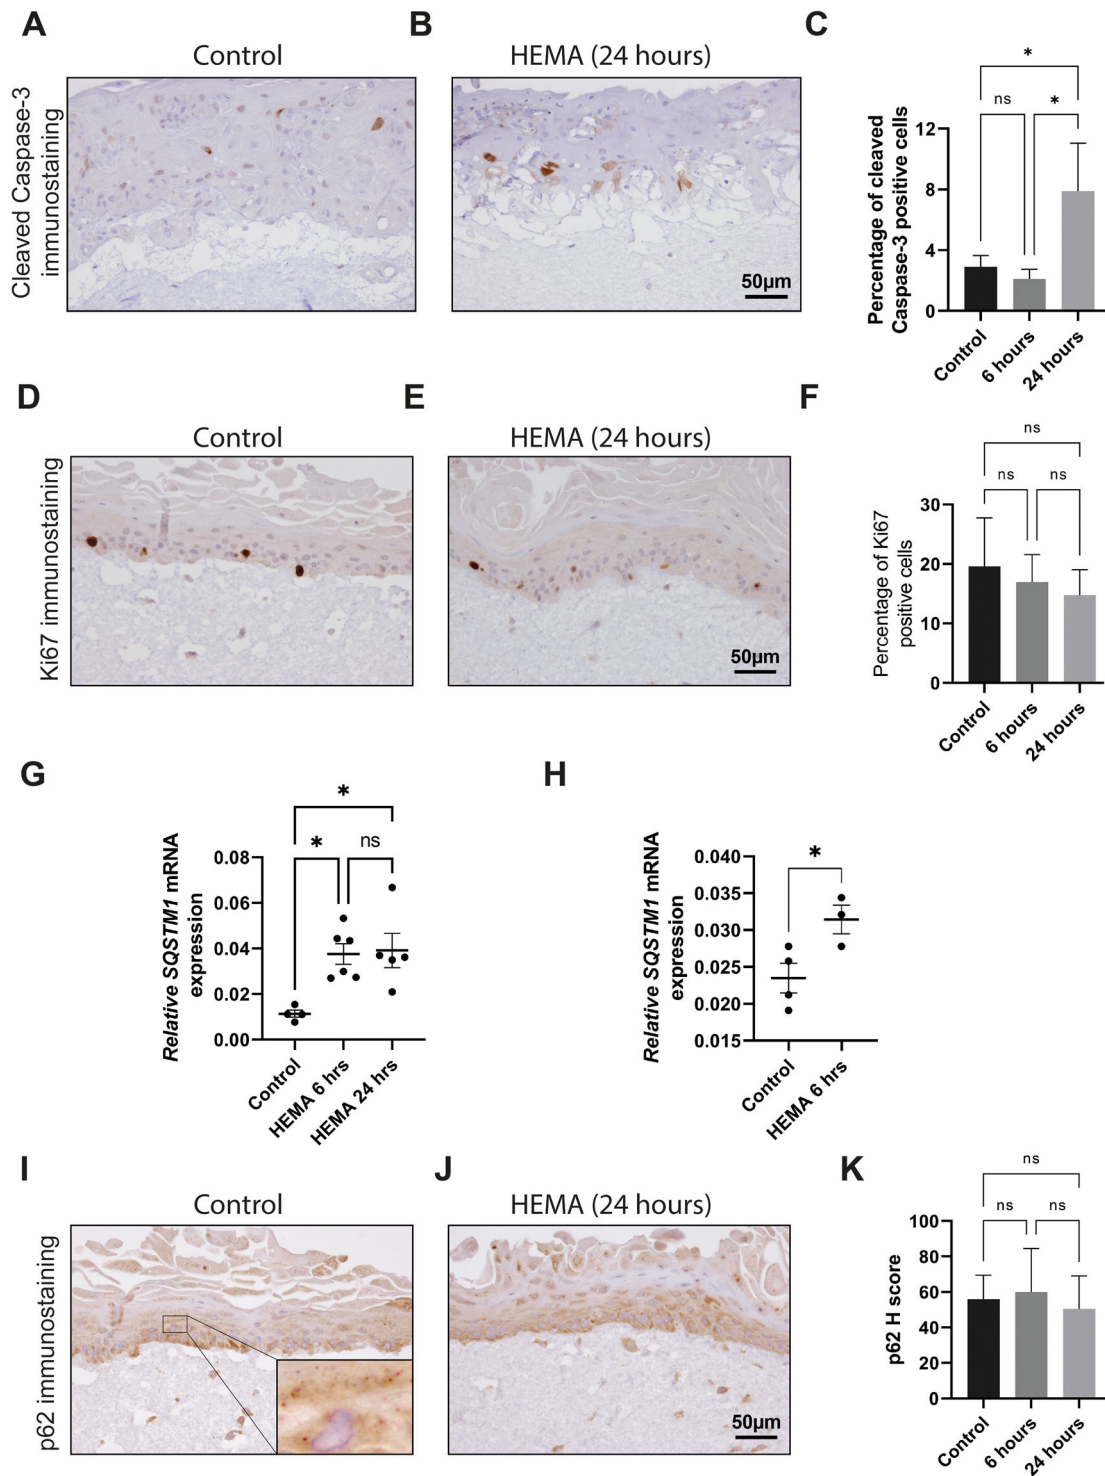 A
Control
Cleaved Caspase-3
immunostaining
B
HEMA (24 hours)
50µm
C
*
ns
*
Percentage of cleaved
Caspase-3 positive cells
12
8
4
0
Control
6 hours
24 hours
D
Control
Ki67 immunostaining
E
HEMA (24 hours)
50µm
F
ns
ns
ns
Percentage of Ki67
positive cells
30
20
10
0
Control
6 hours
24 hours
G
*
*
ns
Relative SQSTM1 mRNA
expression
0.08
0.06
0.04
0.02
0.00
Control
HEMA 6 hrs
HEMA 24 hrs
H
*
Relative SQSTM1 mRNA
expression
0.040
0.035
0.030
0.025
0.020
0.015
Control
HEMA 6 hrs
I
Control
p62 immunostaining
J
HEMA (24 hours)
50µm
K
ns
ns
ns
p62 H score
100
80
60
40
20
0
Control
6 hours
24 hours